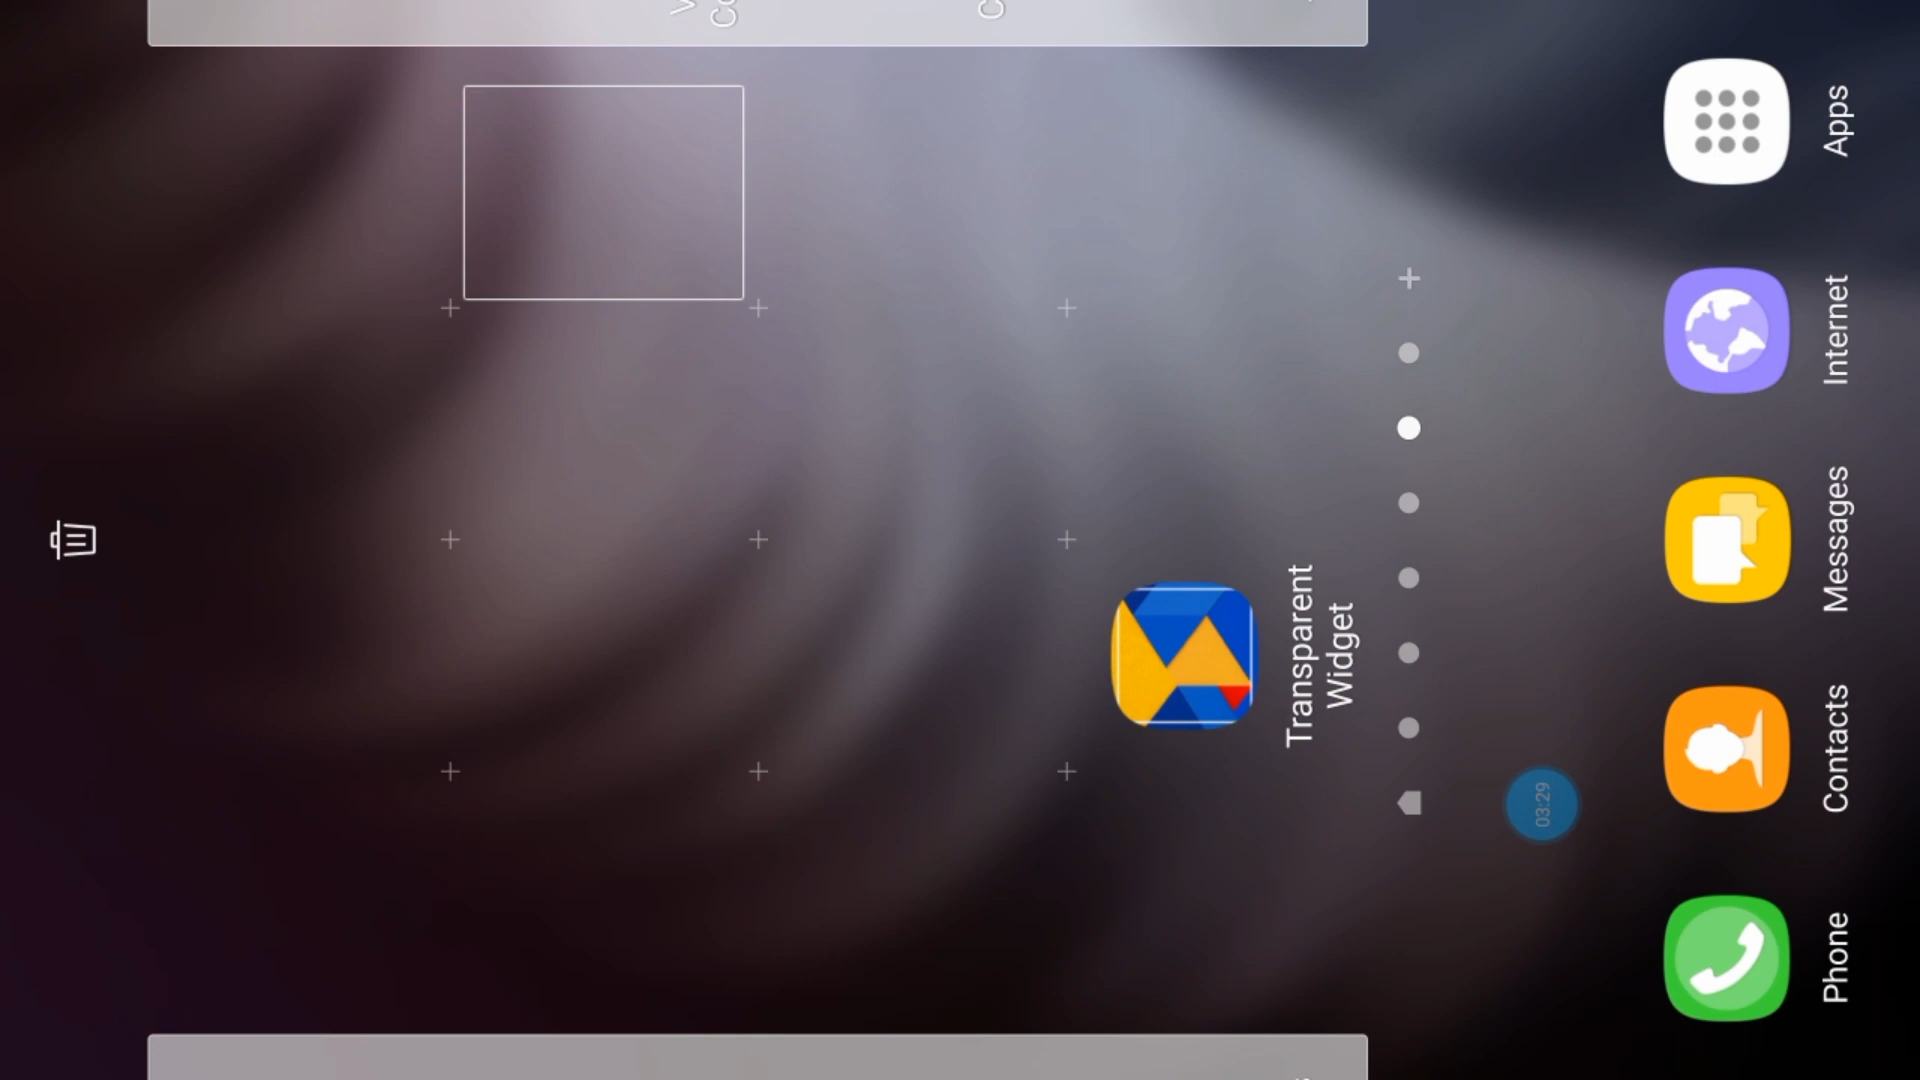 Transparent
Widget
03:29
Phone
Contacts
Messages
Internet
Apps